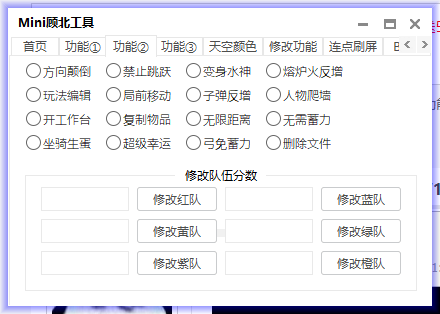 Mini顾北工具
首页 功能① 功能② 功能③ 天空颜色 修改功能 连点刷屏
方向颠倒 禁止跳跃 变身水神 熔炉火反增
玩法编辑 局前移动 子弹反增 人物爬墙
开工作台 复制物品 无限距离 无需蓄力
坐骑生蛋 超级幸运 弓免蓄力 删除文件
修改队伍分数
修改红队 修改蓝队
修改黄队 修改绿队
修改紫队 修改橙队